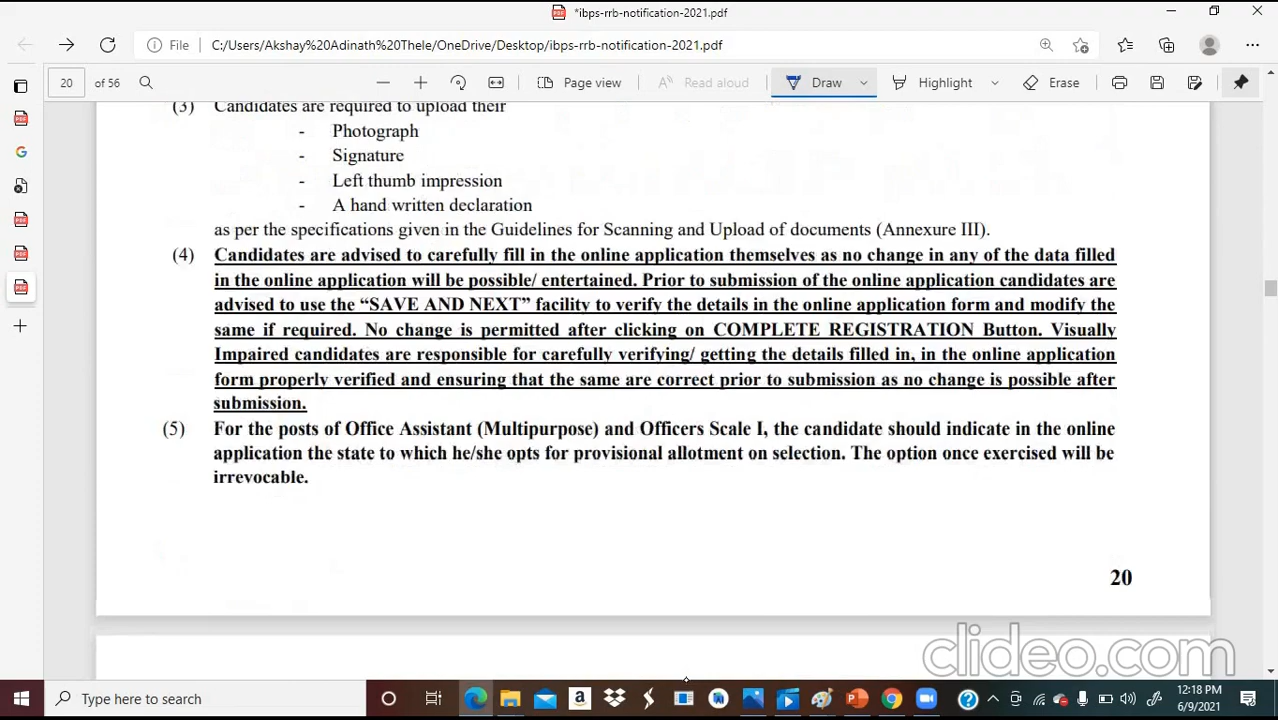 *ibps-rrb-notification-2021.pdf
File C:/Users/Akshay%20Adinath%20Thele/OneDrive/Desktop/ibps-rrb-notification-2021.pdf
20 of 56 Page view Read aloud Draw Highlight Erase
(3) Candidates are required to upload their
- Photograph
- Signature
- Left thumb impression
- A hand written declaration
as per the specifications given in the Guidelines for Scanning and Upload of documents (Annexure III).
(4) Candidates are advised to carefully fill in the online application themselves as no change in any of the data filled
in the online application will be possible/ entertained. Prior to submission of the online application candidates are
advised to use the “SAVE AND NEXT” facility to verify the details in the online application form and modify the
same if required. No change is permitted after clicking on COMPLETE REGISTRATION Button. Visually
Impaired candidates are responsible for carefully verifying/ getting the details filled in, in the online application
form properly verified and ensuring that the same are correct prior to submission as no change is possible after
submission.
(5) For the posts of Office Assistant (Multipurpose) and Officers Scale I, the candidate should indicate in the online
application the state to which he/she opts for provisional allotment on selection. The option once exercised will be
irrevocable.
20
clideo.com
Type here to search
12:18 PM
6/9/2021